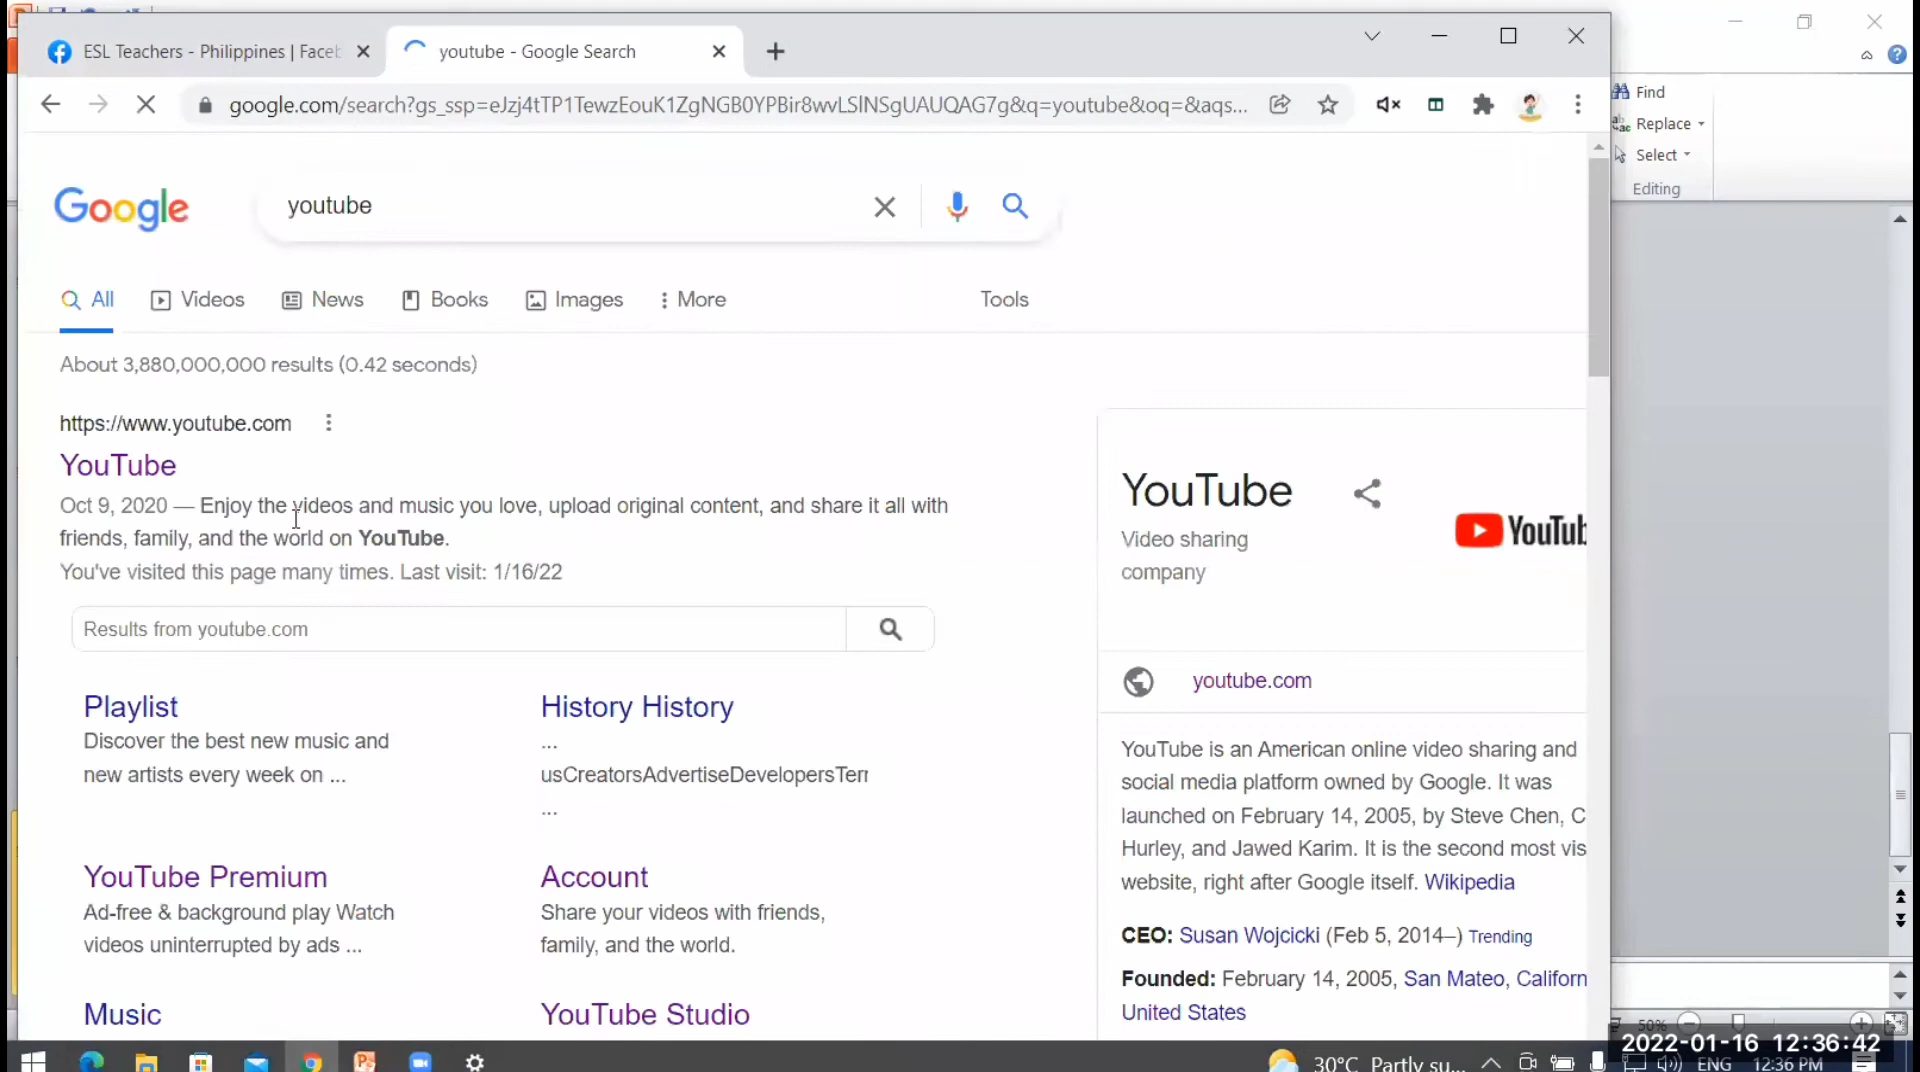 ESL Teachers - Philippines | Faceb
youtube - Google Search
google.com/search?gs_ssp=eJzj4tTP1TewzEouK1ZgNGB0YPBir8wvLSlNSgUAUQAG7g&q=youtube&oq=&aqs...
Find
Replace
Select
Editing
Google
youtube
All
Videos
News
Books
Images
More
Tools
About 3,880,000,000 results (0.42 seconds)
https://www.youtube.com
YouTube
Oct 9, 2020 — Enjoy the videos and music you love, upload original content, and share it all with
friends, family, and the world on YouTube.
You've visited this page many times. Last visit: 1/16/22
Results from youtube.com
Playlist
Discover the best new music and
new artists every week on ...
History History
...
usCreatorsAdvertiseDevelopersTerr
...
YouTube Premium
Ad-free & background play Watch
videos uninterrupted by ads ...
Account
Share your videos with friends,
family, and the world.
Music
YouTube Studio
YouTube
Video sharing
company
YouTub
youtube.com
YouTube is an American online video sharing and
social media platform owned by Google. It was
launched on February 14, 2005, by Steve Chen, C
Hurley, and Jawed Karim. It is the second most vis
website, right after Google itself. Wikipedia
CEO: Susan Wojcicki (Feb 5, 2014–) Trending
Founded: February 14, 2005, San Mateo, Californ
United States
50%
2022-01-16 12:36:42
30°C Partly su...
ENG
12:36 PM